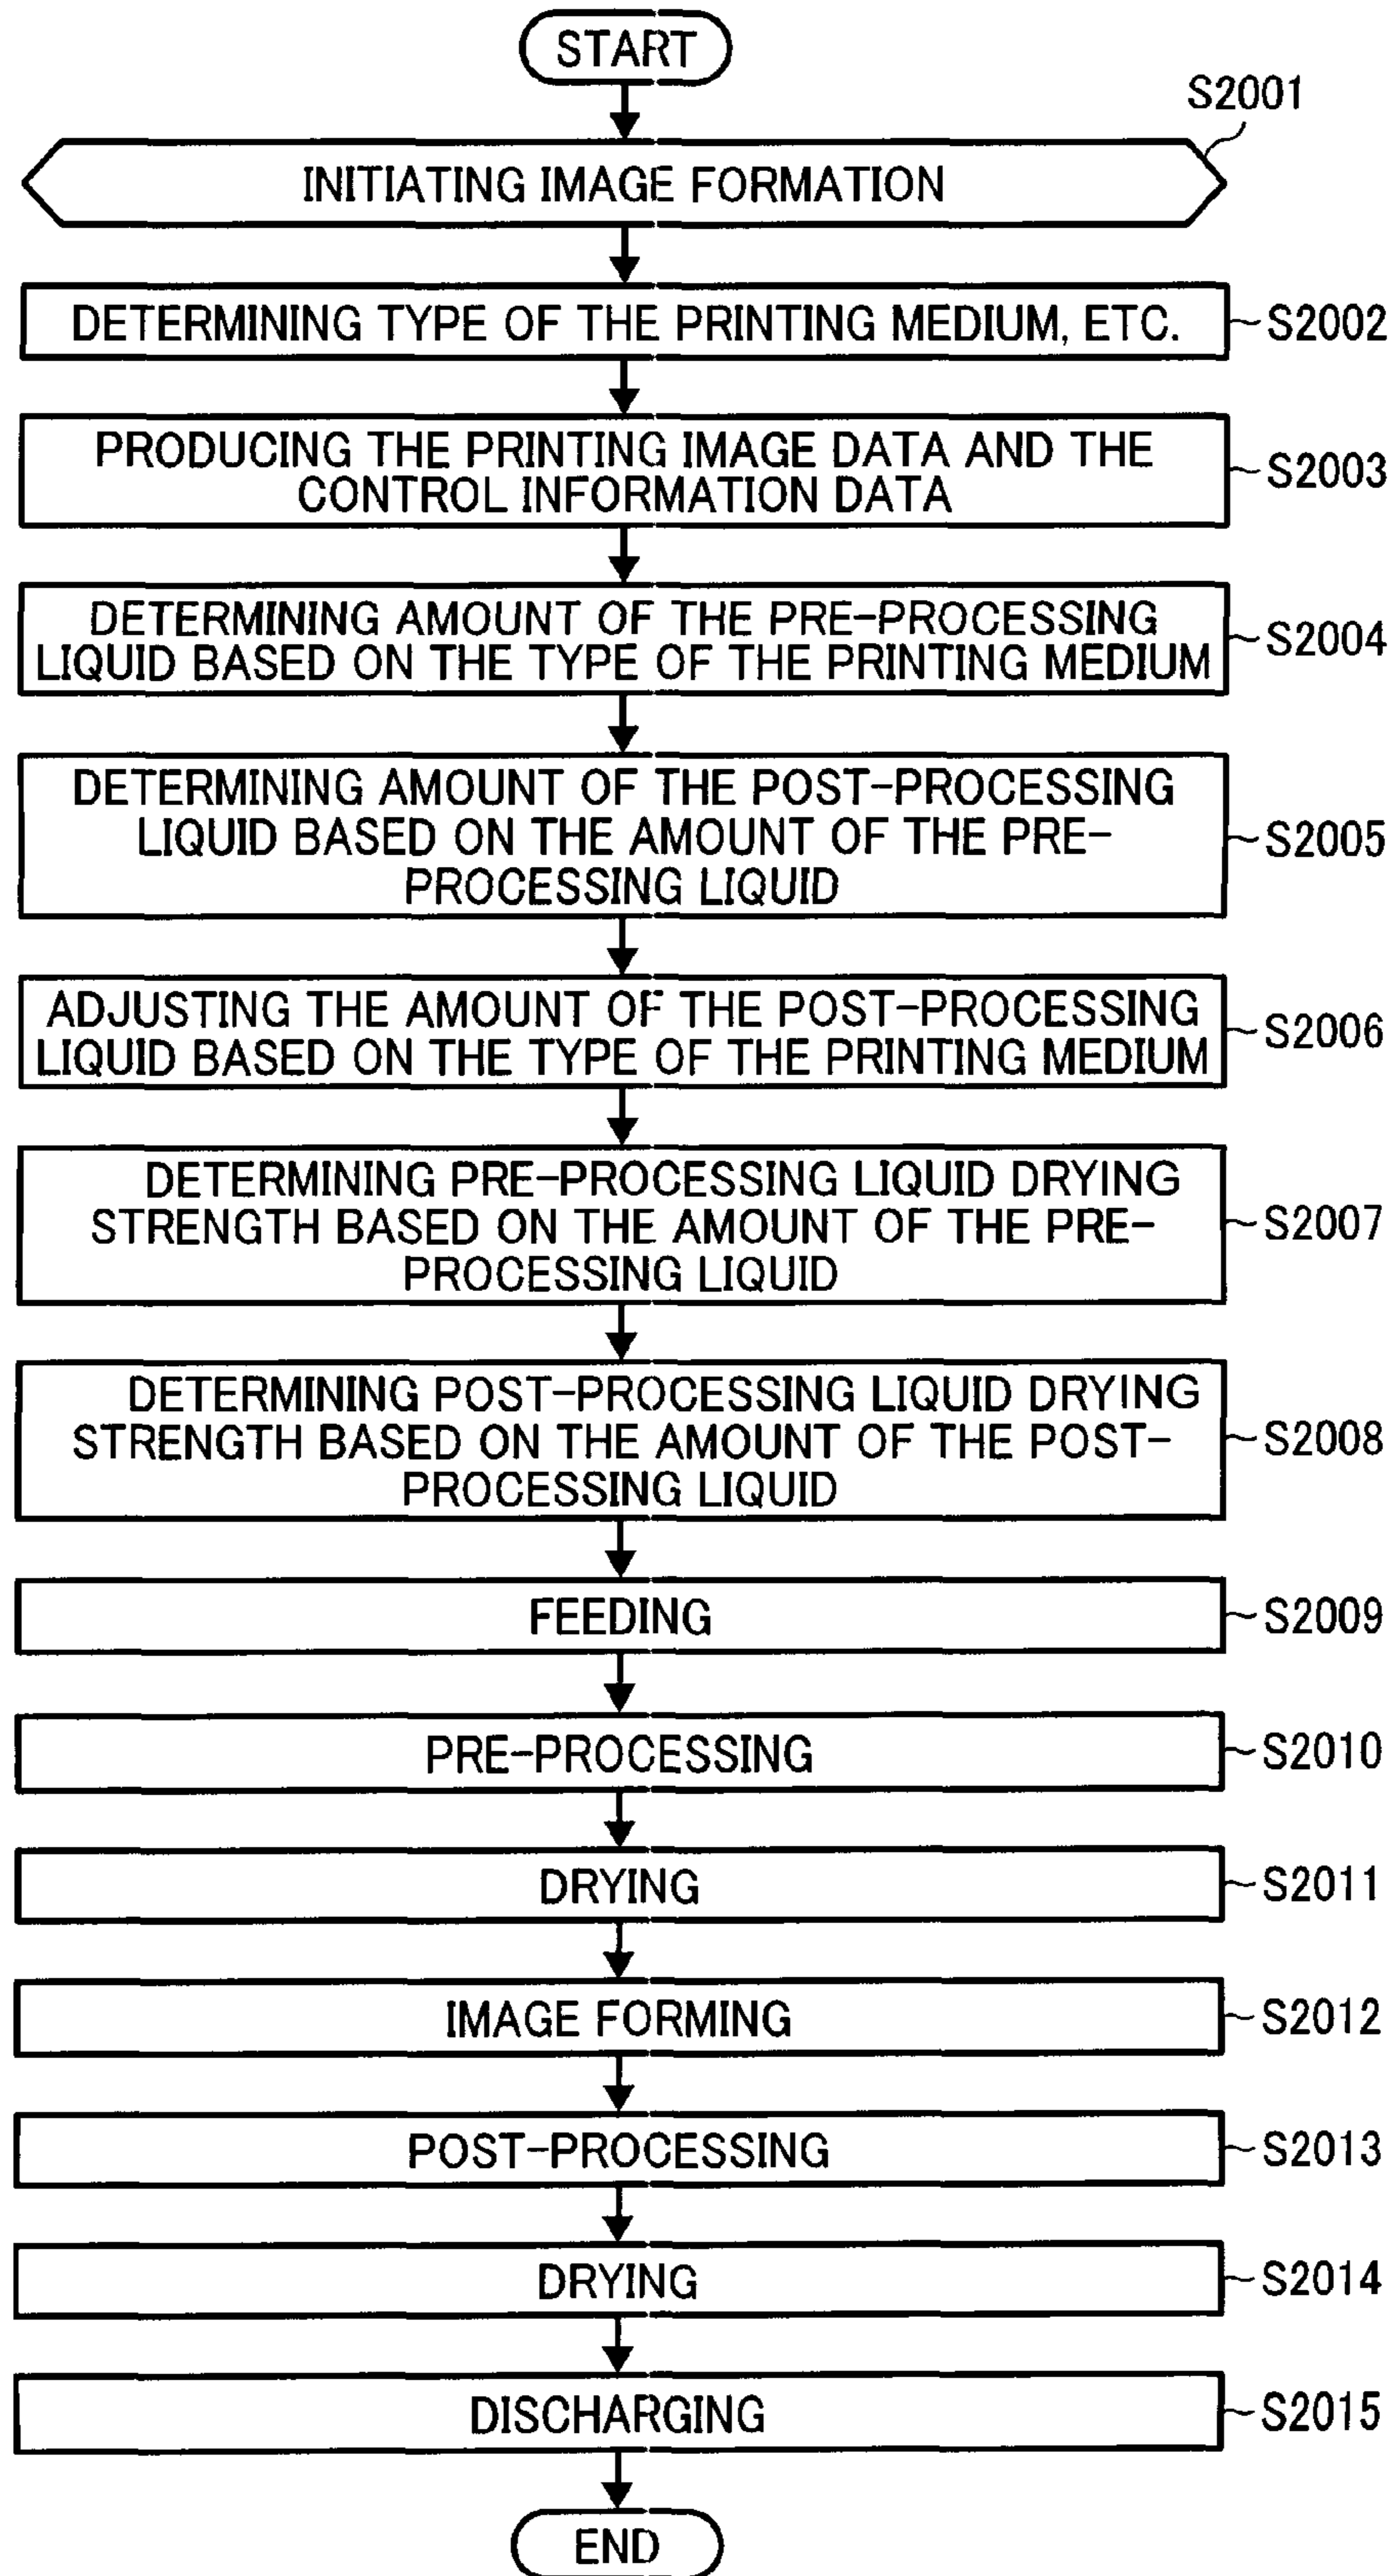 START
S2001
INITIATING IMAGE FORMATION
DETERMINING TYPE OF THE PRINTING MEDIUM, ETC.
S2002
PRODUCING THE PRINTING IMAGE DATA AND THE
CONTROL INFORMATION DATA
S2003
DETERMINING AMOUNT OF THE PRE-PROCESSING
LIQUID BASED ON THE TYPE OF THE PRINTING MEDIUM
S2004
DETERMINING AMOUNT OF THE POST-PROCESSING
LIQUID BASED ON THE AMOUNT OF THE PRE-
PROCESSING LIQUID
S2005
ADJUSTING THE AMOUNT OF THE POST-PROCESSING
LIQUID BASED ON THE TYPE OF THE PRINTING MEDIUM
S2006
DETERMINING PRE-PROCESSING LIQUID DRYING
STRENGTH BASED ON THE AMOUNT OF THE PRE-
PROCESSING LIQUID
S2007
DETERMINING POST-PROCESSING LIQUID DRYING
STRENGTH BASED ON THE AMOUNT OF THE POST-
PROCESSING LIQUID
S2008
FEEDING
S2009
PRE-PROCESSING
S2010
DRYING
S2011
IMAGE FORMING
S2012
POST-PROCESSING
S2013
DRYING
S2014
DISCHARGING
S2015
END